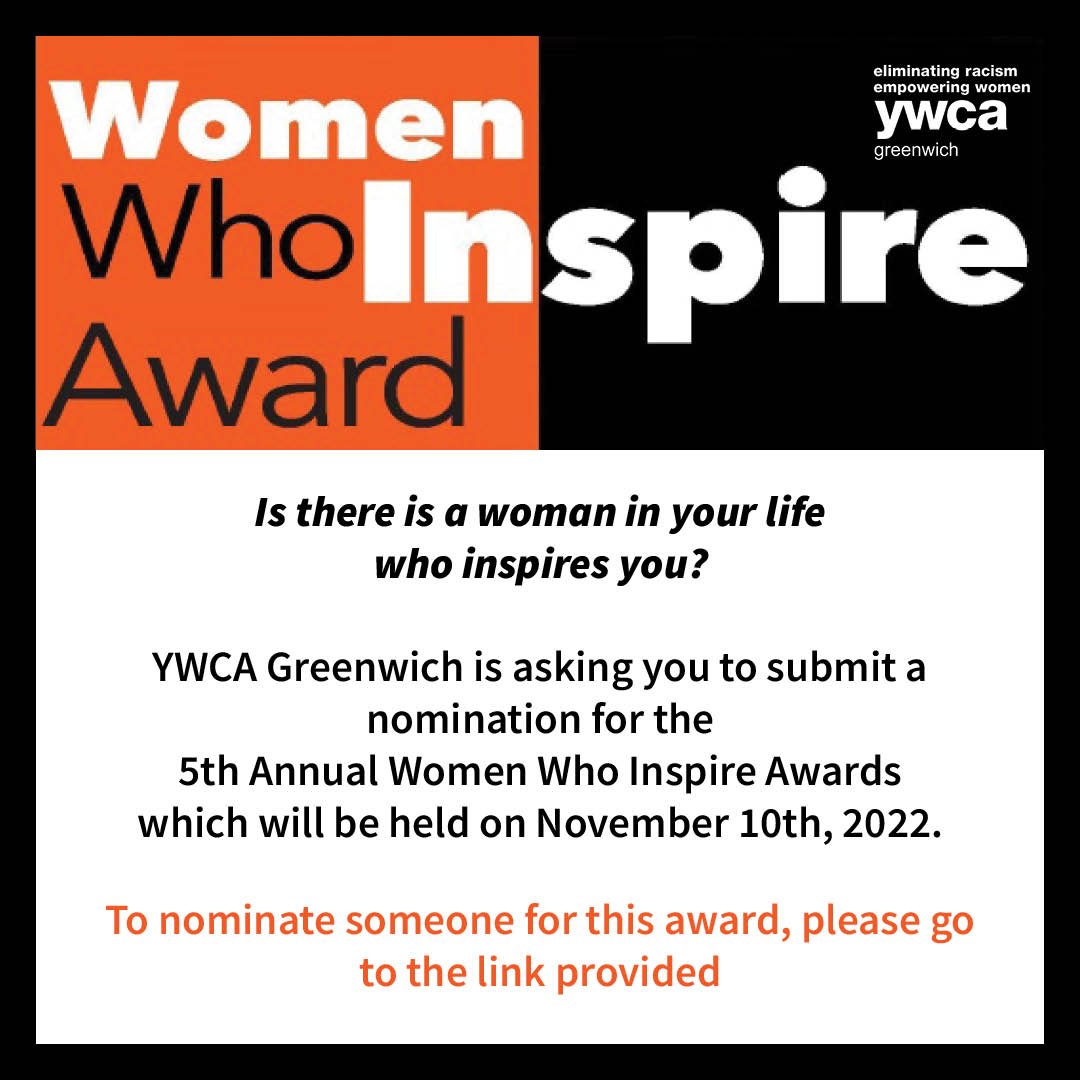 eliminating racism
empowering women
ywca
greenwich
Women
Who Inspire
Award
Is there is a woman in your life
who inspires you?
YWCA Greenwich is asking you to submit a
nomination for the
5th Annual Women Who Inspire Awards
which will be held on November 10th, 2022.
To nominate someone for this award, please go
to the link provided